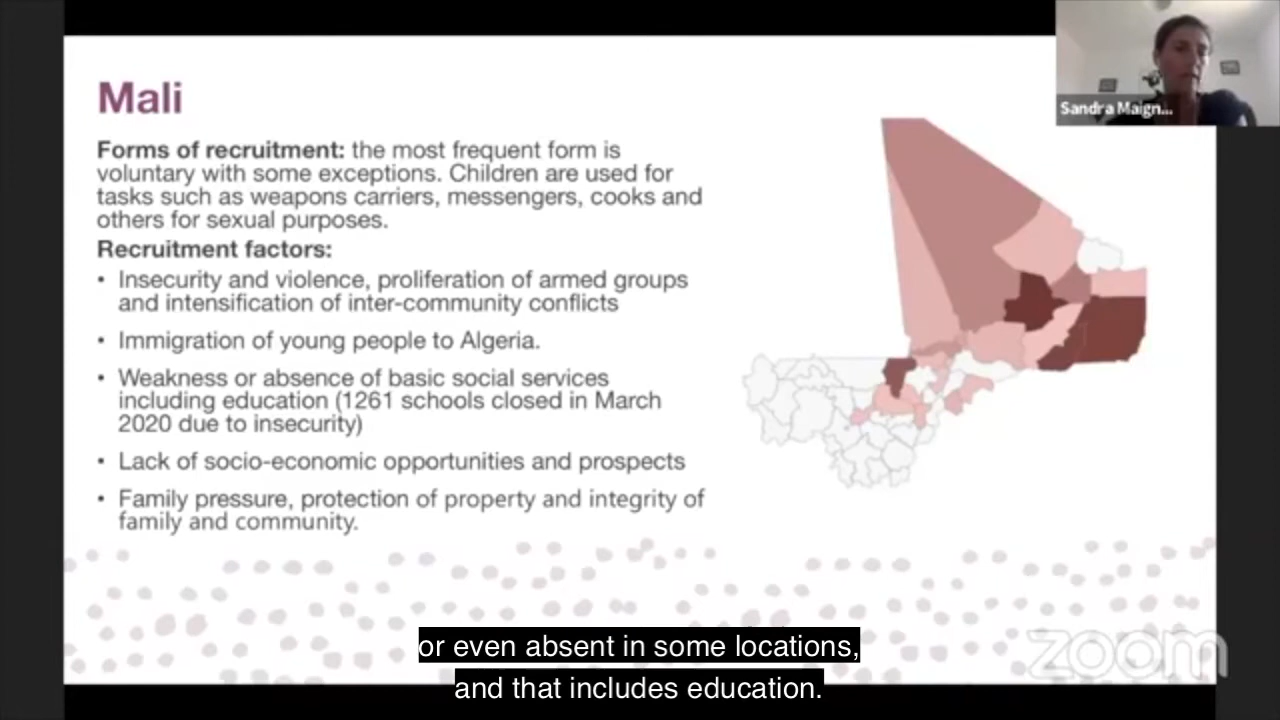 Mali
Forms of recruitment: the most frequent form is
voluntary with some exceptions. Children are used for
tasks such as weapons carriers, messengers, cooks and
others for sexual purposes.
Recruitment factors:
• Insecurity and violence, proliferation of armed groups
and intensification of inter-community conflicts
• Immigration of young people to Algeria.
• Weakness or absence of basic social services
including education (1261 schools closed in March
2020 due to insecurity)
• Lack of socio-economic opportunities and prospects
• Family pressure, protection of property and integrity of
family and community.
Sandra Maign...
zoom
or even absent in some locations,
and that includes education.